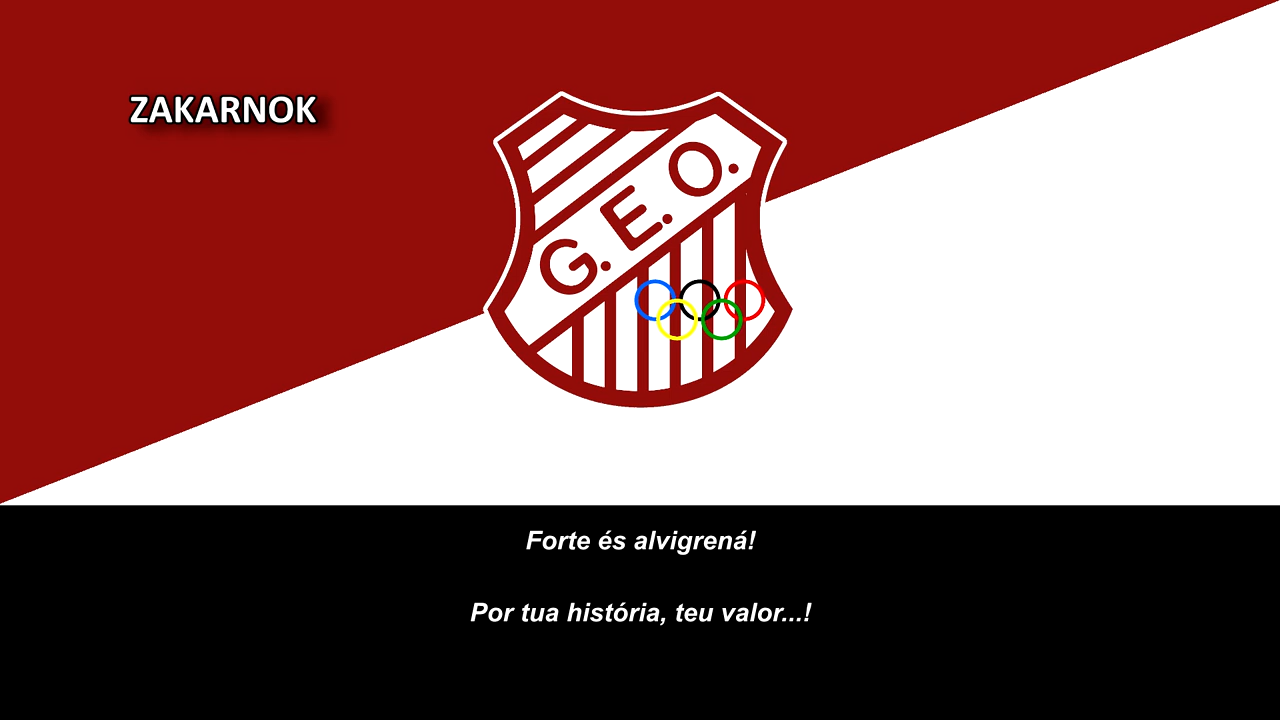 ZAKARNOK
G. E. O.
Forte és alvigrená!
Por tua história, teu valor...!